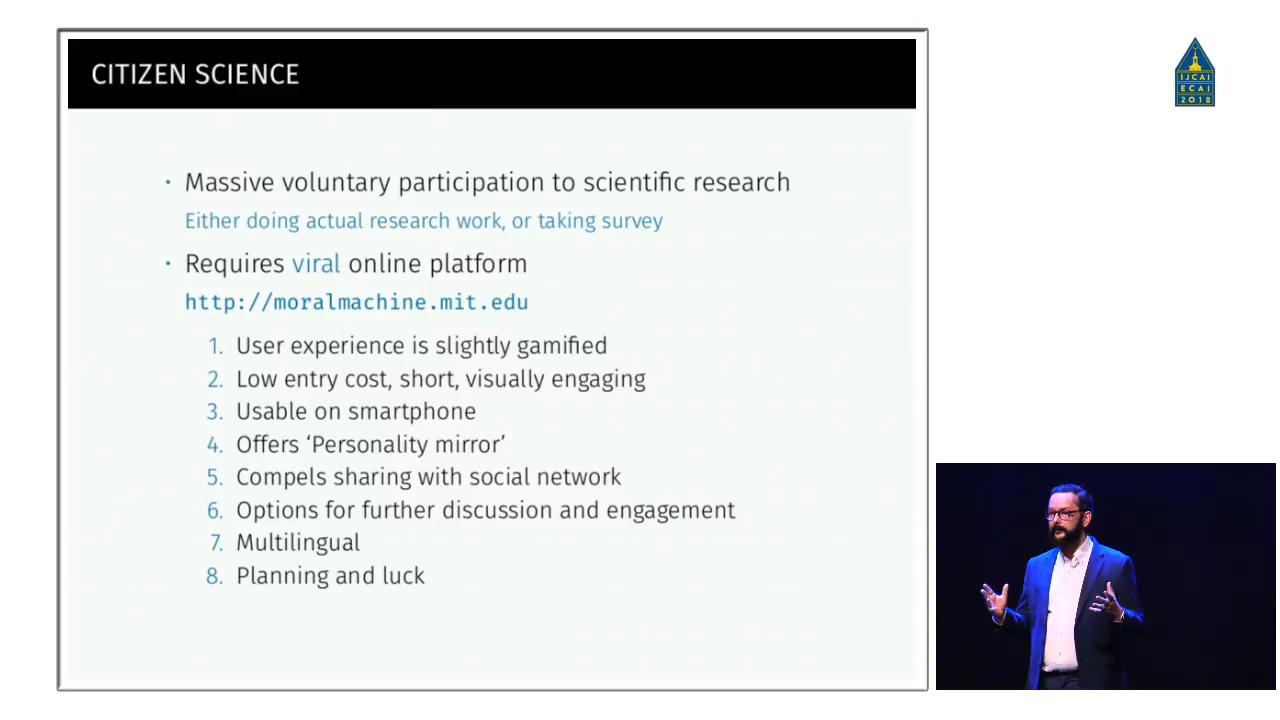 CITIZEN SCIENCE
· Massive voluntary participation to scientific research
Either doing actual research work, or taking survey
· Requires viral online platform
http://moralmachine.mit.edu
1. User experience is slightly gamified
2. Low entry cost, short, visually engaging
3. Usable on smartphone
4. Offers ‘Personality mirror’
5. Compels sharing with social network
6. Options for further discussion and engagement
7. Multilingual
8. Planning and luck
IJCAI
ECAI
2018